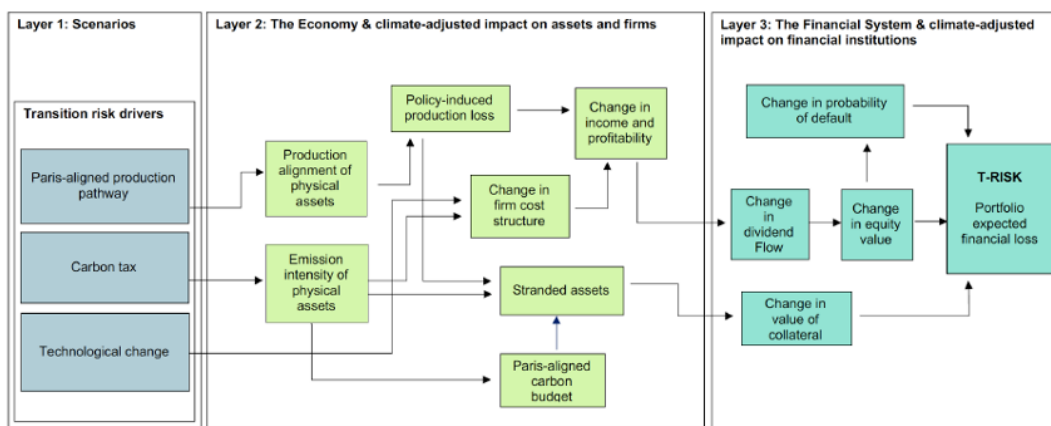 Layer 1: Scenarios
Transition risk drivers
Paris-aligned production
pathway
Carbon tax
Technological change
Layer 2: The Economy & climate-adjusted impact on assets and firms
Policy-induced
production loss
Change in
income and
profitability
Production
alignment of
physical
assets
Change in
firm cost
structure
Emission
intensity of
physical
assets
Stranded assets
Paris-aligned
carbon
budget
Layer 3: The Financial System & climate-adjusted
impact on financial institutions
Change in probability
of default
Change
in
dividend
Flow
Change in
equity
value
T-RISK
Portfolio
expected
financial loss
Change in
value of
collateral